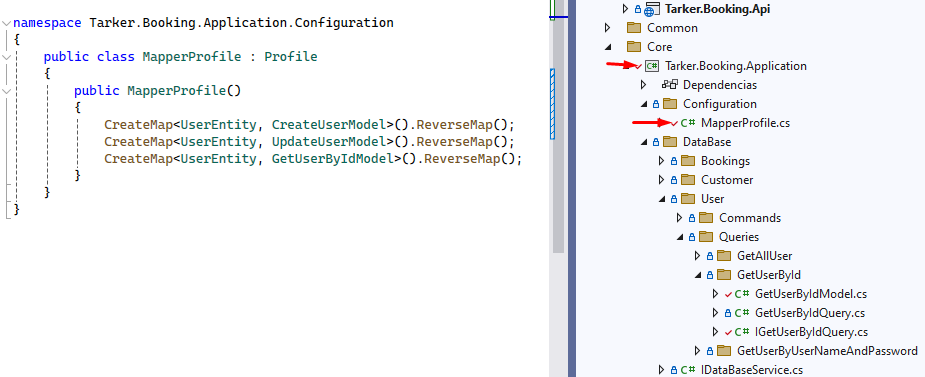 namespace Tarker.Booking.Application.Configuration
{
public class MapperProfile : Profile
{
public MapperProfile()
{
CreateMap<UserEntity, CreateUserModel>().ReverseMap();
CreateMap<UserEntity, UpdateUserModel>().ReverseMap();
CreateMap<UserEntity, GetUserByIdModel>().ReverseMap();
}
}
}
Tarker.Booking.Api
Common
Core
C# Tarker.Booking.Application
Dependencias
Configuration
C# MapperProfile.cs
DataBase
Bookings
Customer
User
Commands
Queries
GetAllUser
GetUserById
C# GetUserByIdModel.cs
C# GetUserByIdQuery.cs
C# IGetUserByIdQuery.cs
GetUserByUserNameAndPassword
C# IDataBaseService.cs